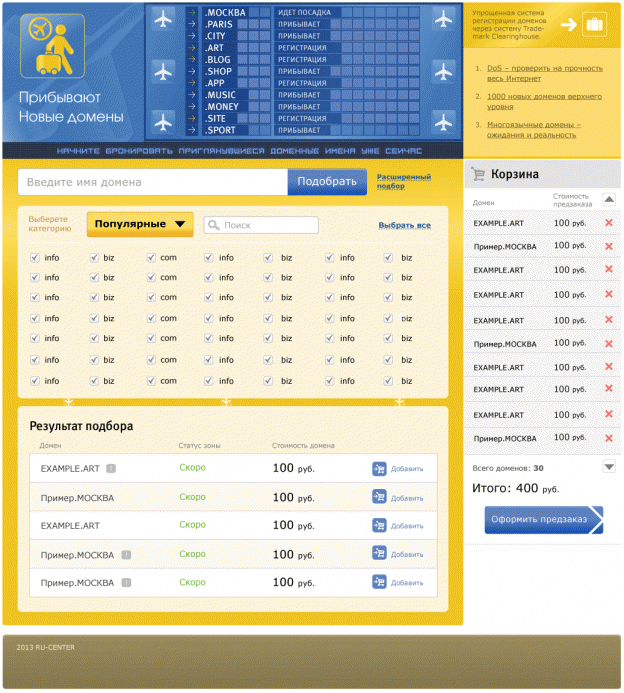 Прибывают
Новые домены
.МОСКВА ИДЕТ ПОСАДКА
.PARIS ПРИБЫВАЕТ
.CITY ПРИБЫВАЕТ
.ART РЕГИСТРАЦИЯ
.BLOG РЕГИСТРАЦИЯ
.SHOP ПРИБЫВАЕТ
.APP РЕГИСТРАЦИЯ
.MUSIC ПРИБЫВАЕТ
.MONEY ПРИБЫВАЕТ
.SITE РЕГИСТРАЦИЯ
.SPORT ПРИБЫВАЕТ
НАЧНИТЕ БРОНИРОВАТЬ ПРИГЛЯНУВШИЕСЯ ДОМЕННЫЕ ИМЕНА УЖЕ СЕЙЧАС
Упрощенная система
регистрации доменов
через систему Trade-
mark Clearinghouse.
1. DoS – проверить на прочность
весь Интернет
2. 1000 новых доменов верхнего
уровня
3. Многоязычные домены –
ожидания и реальность
Введите имя домена Подобрать Расширенный
подбор
Выберете
категорию Популярные Поиск Выбрать все
info biz com info biz info biz
info biz com info biz info biz
info biz com info biz info biz
info biz com info biz info biz
info biz com info biz info biz
info biz com info biz info biz
info biz com info biz info biz
Результат подбора
Домен Статус зоны Стоимость домена
EXAMPLE.ART ! Скоро 100 руб. Добавить
Пример.МОСКВА Скоро 100 руб. Добавить
EXAMPLE.ART Скоро 100 руб. Добавить
Пример.МОСКВА ! Скоро 100 руб. Добавить
Пример.МОСКВА ! Скоро 100 руб. Добавить
Корзина
Домен Стоимость
предзаказа
EXAMPLE.ART 100 руб.
Пример.МОСКВА 100 руб.
EXAMPLE.ART 100 руб.
EXAMPLE.ART 100 руб.
EXAMPLE.ART 100 руб.
Пример.МОСКВА 100 руб.
EXAMPLE.ART 100 руб.
EXAMPLE.ART 100 руб.
EXAMPLE.ART 100 руб.
Пример.МОСКВА 100 руб.
Всего доменов: 30
Итого: 400 руб.
Оформить предзаказ
2013 RU-CENTER